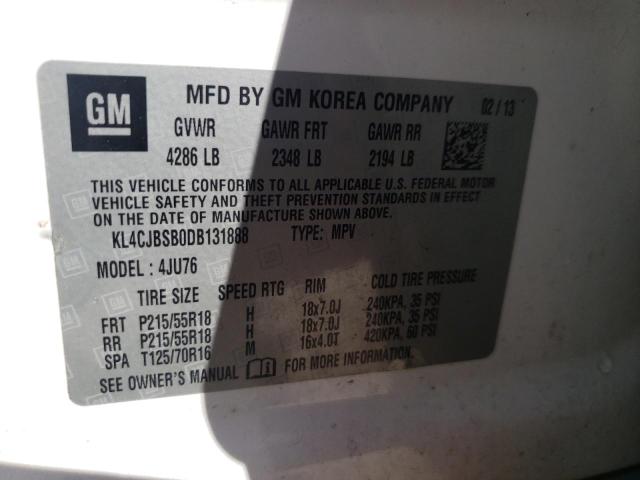 GM MFD BY GM KOREA COMPANY 02 / 13
GVWR GAWR FRT GAWR RR
4286 LB 2348 LB 2194 LB
THIS VEHICLE CONFORMS TO ALL APPLICABLE U.S. FEDERAL MOTOR
VEHICLE SAFETY AND THEFT PREVENTION STANDARDS IN EFFECT
ON THE DATE OF MANUFACTURE SHOWN ABOVE.
KL4CJBSB0DB131888 TYPE: MPV
MODEL : 4JU76
TIRE SIZE SPEED RTG RIM COLD TIRE PRESSURE
FRT P215/55R18 H 18x7.0J 240KPA, 35 PSI
RR P215/55R18 H 18x7.0J 240KPA, 35 PSI
SPA T125/70R16 M 16x4.0T 420KPA, 60 PSI
SEE OWNER'S MANUAL FOR MORE INFORMATION.